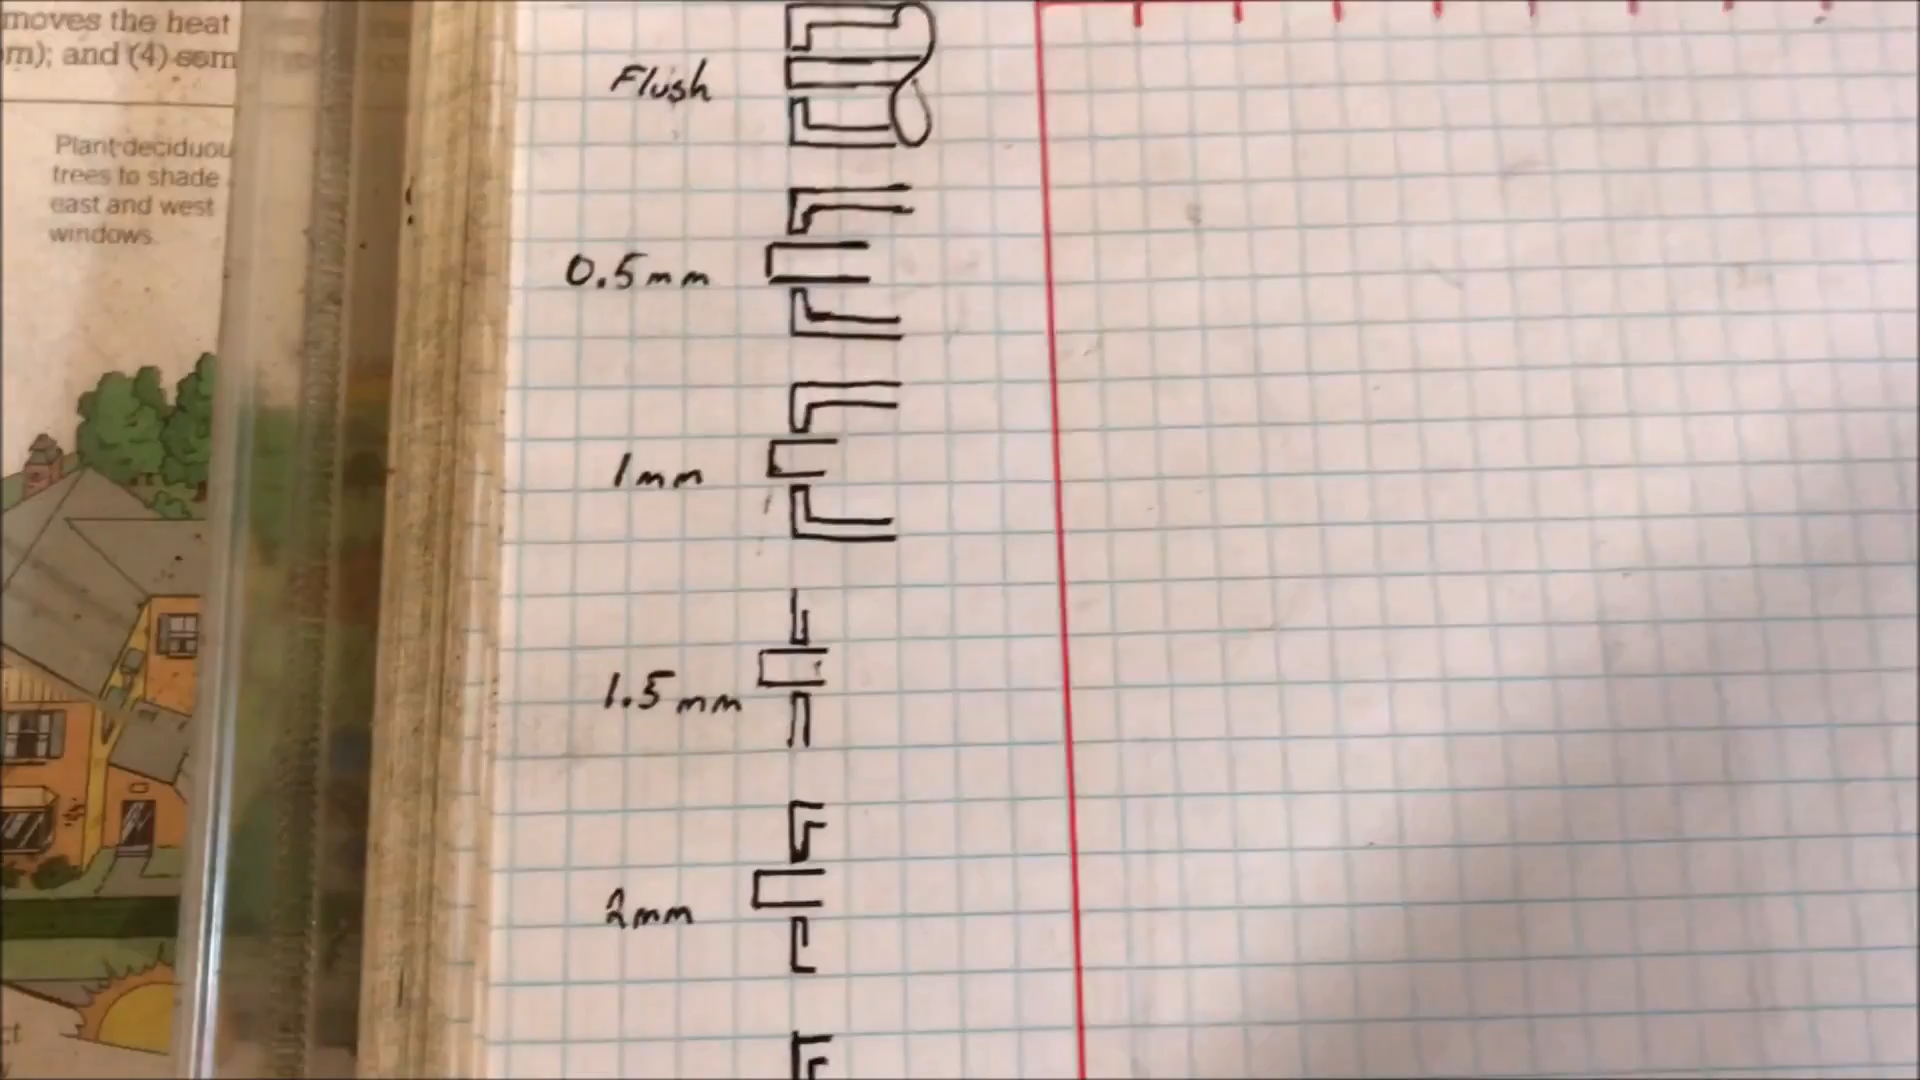 moves the heat
m); and (4) som
Plant deciduou
trees to shade
east and west
windows.
Flush
0.5mm
1mm
1.5mm
2mm